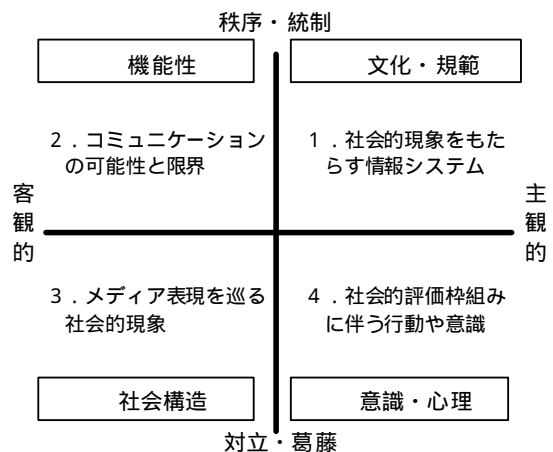 秩序・統制
機能性
文化・規範
2．コミュニケーション
の可能性と限界
1．社会的現象をもた
らす情報システム
客観的
主観的
3．メディア表現を巡る
社会的現象
4．社会的評価枠組み
に伴う行動や意識
社会構造
意識・心理
対立・葛藤